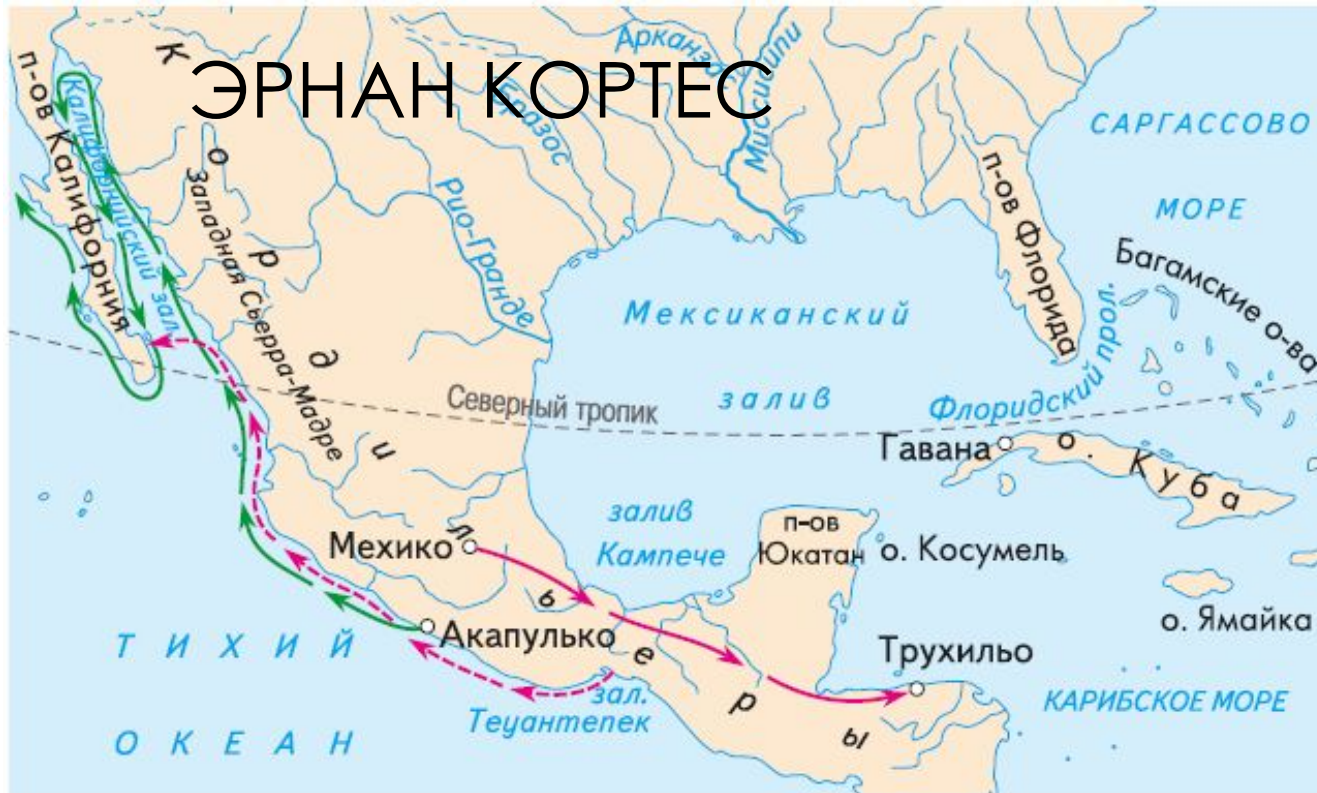 ЭРНАН КОРТЕС
Арканзас
Миссисипи
Бразос
Рио-Гранде
п-ов Калифорния
Калифорнийский зал.
Западная Сьерра-Мадре
Кордильеры
САРГАССОВО
МОРЕ
п-ов Флорида
Багамские о-ва
Флоридский прол.
Мексиканский
залив
Северный тропик
Гавана
о. Куба
залив
Кампече
п-ов
Юкатан
о. Косумель
Мехико
Акапулько
о. Ямайка
Трухильо
зал.
Теуантепек
КАРИБСКОЕ МОРЕ
ТИХИЙ
ОКЕАН